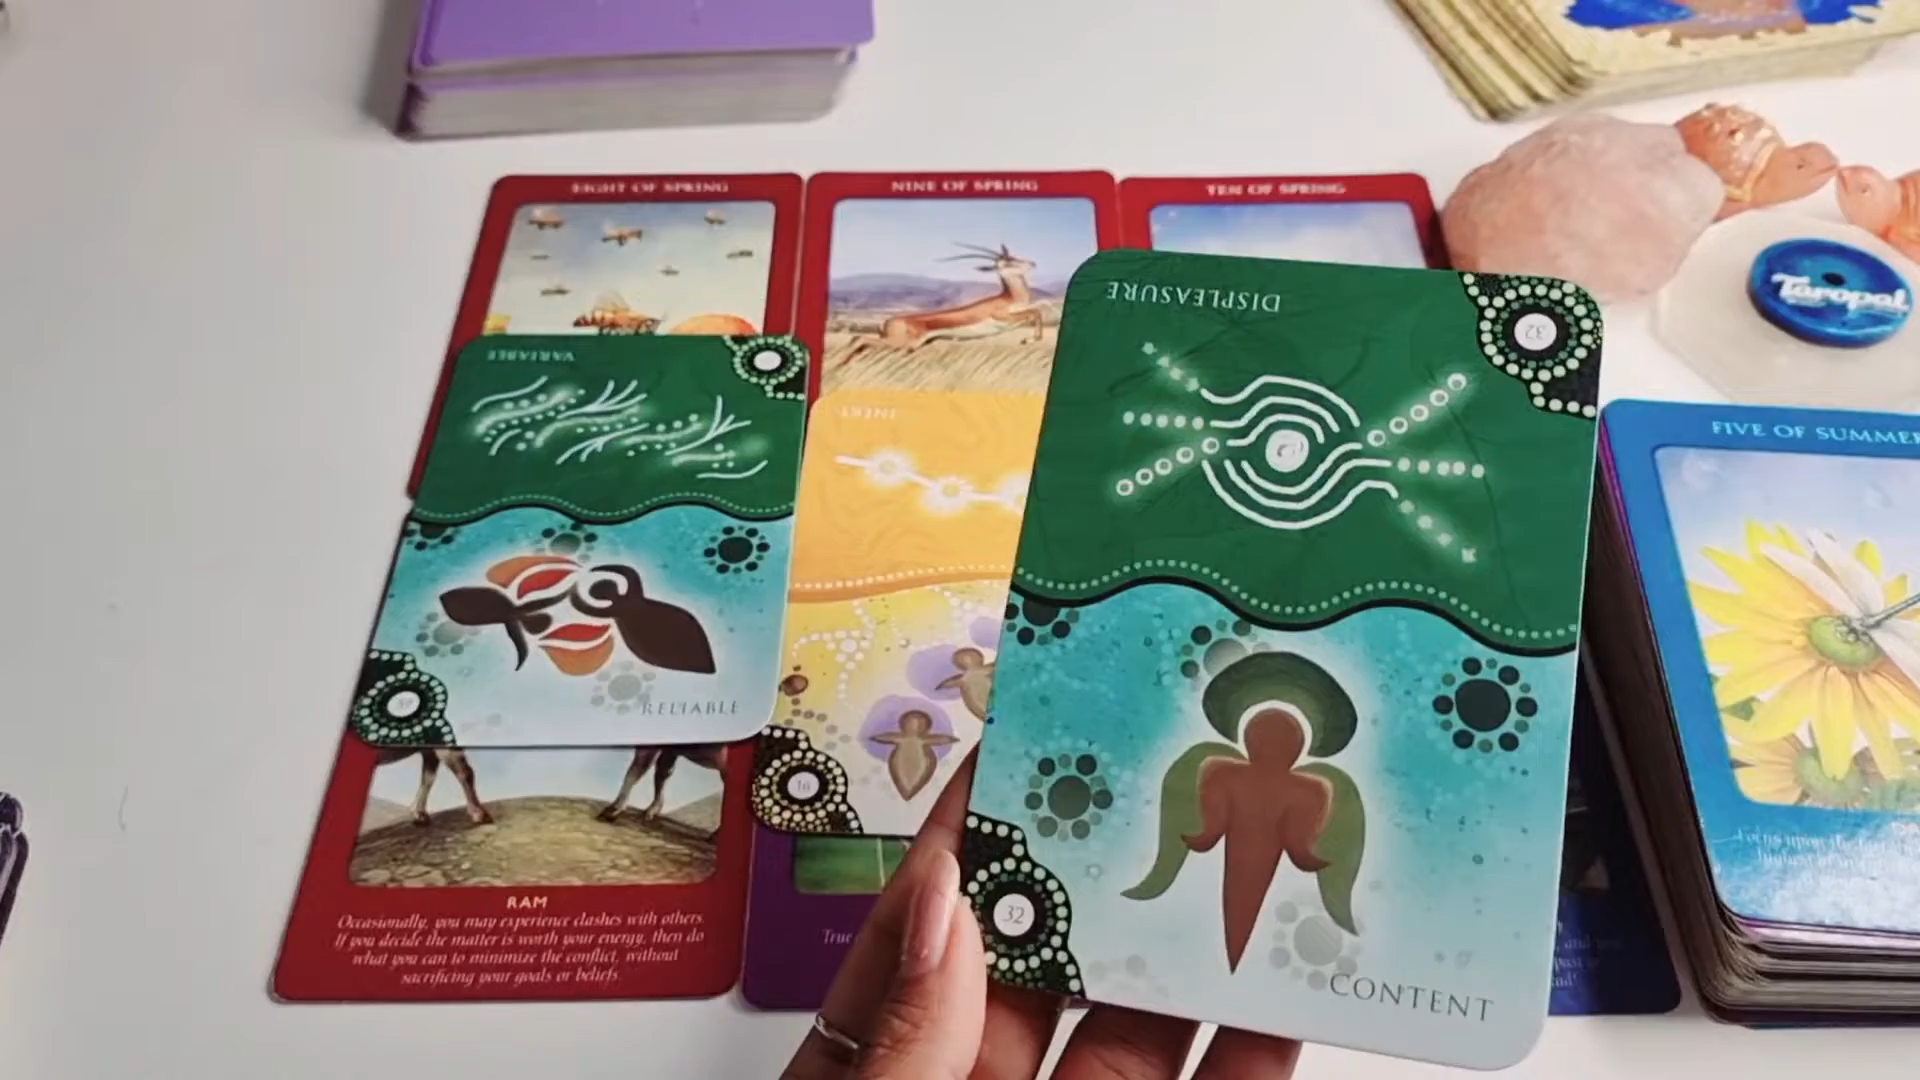 EIGHT OF SPRING
NINE OF SPRING
TEN OF SPRING
DISPLEASURE
32
Taropal
VARIABLE
INERT
FIVE OF SUMMER
RELIABLE
16
32
CONTENT
RAM
Occasionally, you may experience clashes with others.
If you decide the matter is worth your energy, then do
what you can to minimize the conflict, without
sacrificing your goals or beliefs.
True